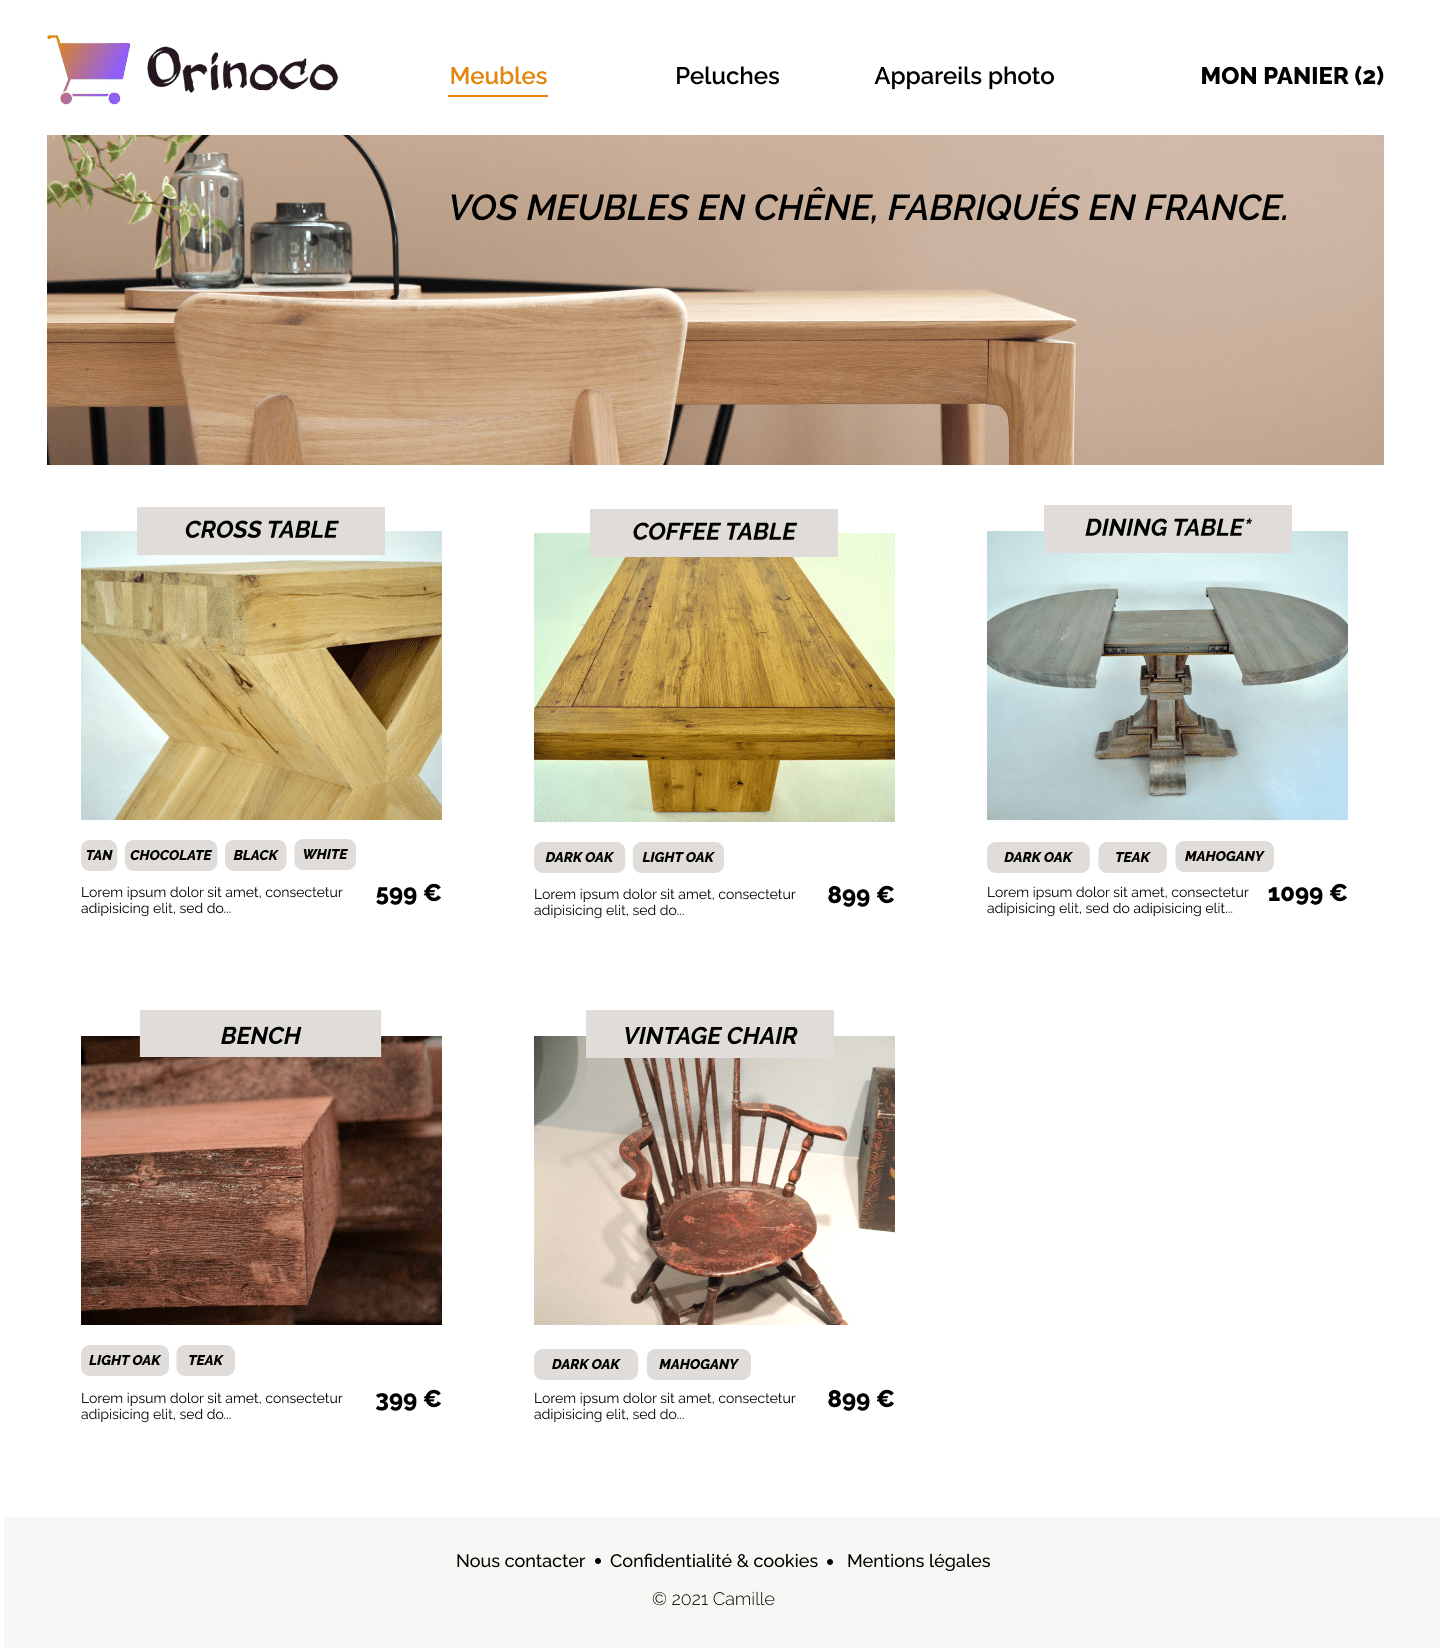 Orinoco
Meubles
Peluches
Appareils photo
MON PANIER (2)
VOS MEUBLES EN CHÊNE, FABRIQUÉS EN FRANCE.
CROSS TABLE
COFFEE TABLE
DINING TABLE*
TAN
CHOCOLATE
BLACK
WHITE
Lorem ipsum dolor sit amet, consectetur
adipisicing elit, sed do...
599 €
DARK OAK
LIGHT OAK
Lorem ipsum dolor sit amet, consectetur
adipisicing elit, sed do...
899 €
DARK OAK
TEAK
MAHOGANY
Lorem ipsum dolor sit amet, consectetur
adipisicing elit, sed do adipisicing elit...
1099 €
BENCH
VINTAGE CHAIR
LIGHT OAK
TEAK
Lorem ipsum dolor sit amet, consectetur
adipisicing elit, sed do...
399 €
DARK OAK
MAHOGANY
Lorem ipsum dolor sit amet, consectetur
adipisicing elit, sed do...
899 €
Nous contacter • Confidentialité & cookies • Mentions légales
© 2021 Camille